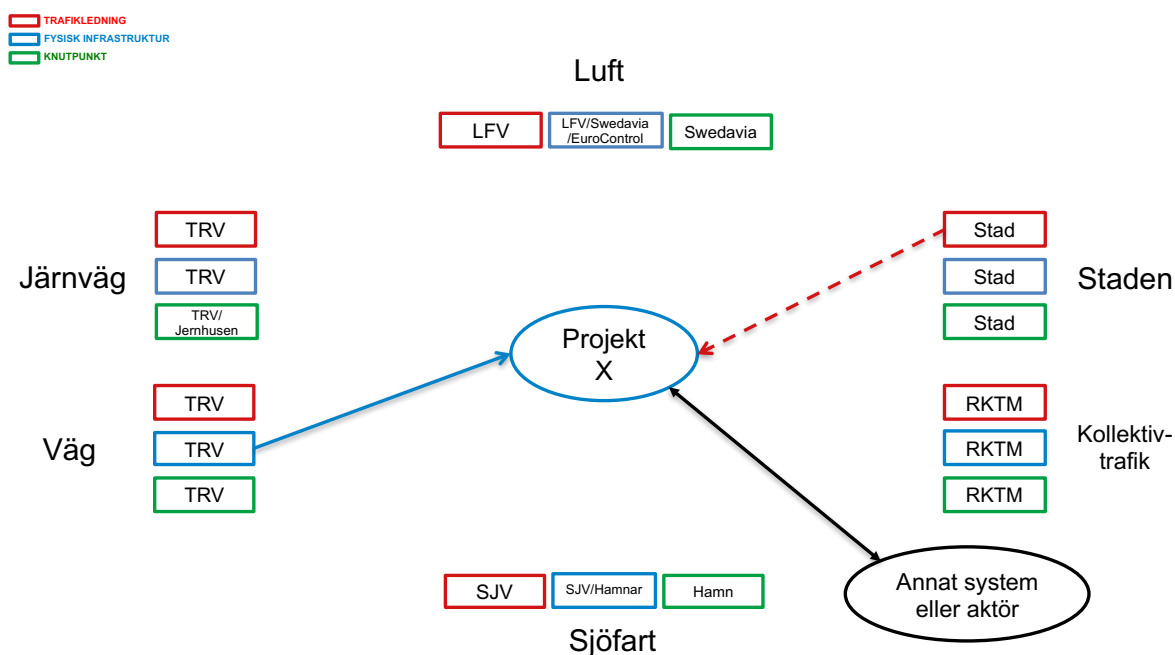 TRAFIKLEDNING
FYSISK INFRASTRUKTUR
KNUTPUNKT
Luft
LFV
LFV/Swedavia
/EuroControl
Swedavia
Järnväg
TRV
TRV
TRV/
Jernhusen
Stad
Stad
Stad
Staden
Projekt
X
Väg
TRV
TRV
TRV
RKTM
RKTM
RKTM
Kollektiv-
trafik
SJV
SJV/Hamnar
Hamn
Sjöfart
Annat system
eller aktör